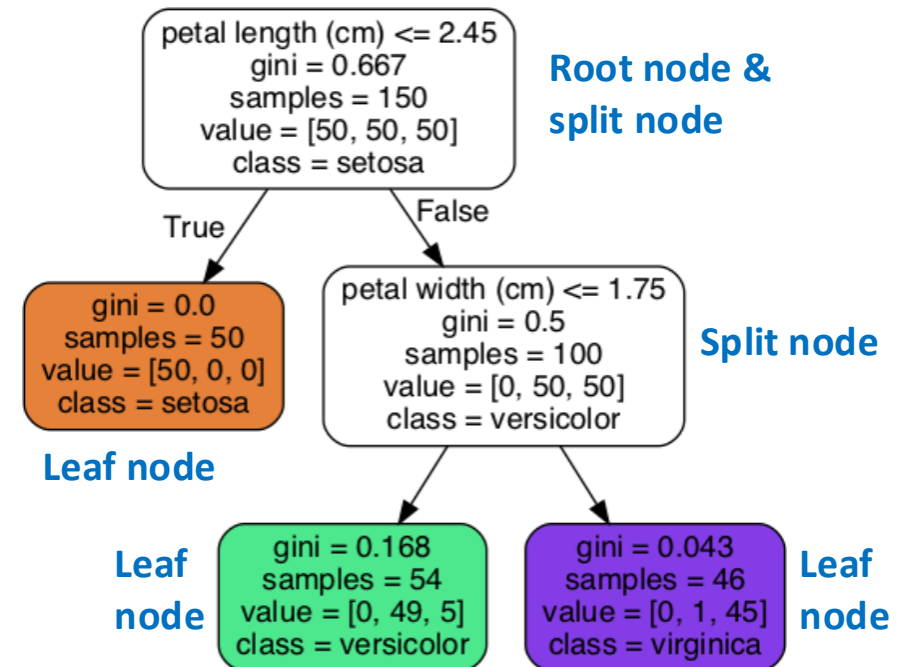 petal length (cm) <= 2.45
gini = 0.667
samples = 150
value = [50, 50, 50]
class = setosa
Root node &
split node
True
False
gini = 0.0
samples = 50
value = [50, 0, 0]
class = setosa
Leaf node
petal width (cm) <= 1.75
gini = 0.5
samples = 100
value = [0, 50, 50]
class = versicolor
Split node
Leaf
node
gini = 0.168
samples = 54
value = [0, 49, 5]
class = versicolor
gini = 0.043
samples = 46
value = [0, 1, 45]
class = virginica
Leaf
node